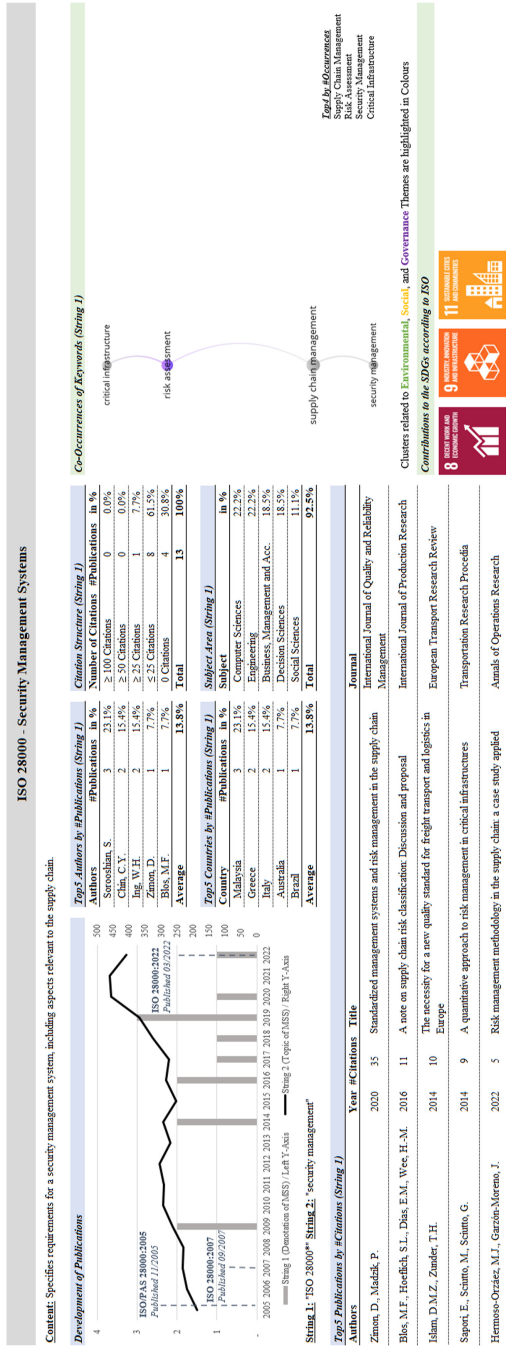 ISO 28000 - Security Management Systems
Content: Specifies requirements for a security management system, including aspects relevant to the supply chain.
Development of Publications
4
3
2
1
-
500
450
400
350
300
250
200
150
100
50
0
ISO/PAS 28000:2005
Published 11/2005
ISO 28000:2007
Published 09/2007
ISO 28000:2022
Published 03/2022
2005 2006 2007 2008 2009 2010 2011 2012 2013 2014 2015 2016 2017 2018 2019 2020 2021 2022
String 1 (Denotation of MSS) / Left Y-Axis
String 2 (Topic of MSS) / Right Y-Axis
String 1: "ISO 28000*" String 2: "security management"
Top5 Authors by #Publications (String 1)
Authors #Publications in %
Sorooshian, S. 3 23.1%
Chin, C.Y. 2 15.4%
Ing, W.H. 2 15.4%
Zimon, D. 1 7.7%
Blos, M.F. 1 7.7%
Average 13.8%
Citation Structure (String 1)
Number of Citations #Publications in %
≥ 100 Citations 0 0.0%
≥ 50 Citations 0 0.0%
≥ 25 Citations 1 7.7%
≤ 25 Citations 8 61.5%
0 Citations 4 30.8%
Total 13 100%
Top5 Countries by #Publications (String 1)
Country #Publications in %
Malaysia 3 23.1%
Greece 2 15.4%
Italy 2 15.4%
Australia 1 7.7%
Brazil 1 7.7%
Average 13.8%
Subject Area (String 1)
Subject in %
Computer Sciences 22.2%
Engineering 22.2%
Business, Management and Acc. 18.5%
Decision Sciences 18.5%
Social Sciences 11.1%
Total 92.5%
Co-Occurrences of Keywords (String 1)
critical infrastructure
risk assessment
supply chain management
security management
Top4 by #Occurrences
Supply Chain Management
Risk Assessment
Security Management
Critical Infrastructure
Clusters related to Environmental, Social, and Governance Themes are highlighted in Colours
Contributions to the SDGs according to ISO
8 DECENT WORK AND
ECONOMIC GROWTH
9 INDUSTRY, INNOVATION
AND INFRASTRUCTURE
11 SUSTAINABLE CITIES
AND COMMUNITIES
Top5 Publications by #Citations (String 1)
Authors Year #Citations Title Journal
Zimon, D., Madzik, P. 2020 35 Standardized management systems and risk management in the supply chain International Journal of Quality and Reliability
Management
Blos, M.F., Hoeflich, S.L., Dias, E.M., Wee, H.-M. 2016 11 A note on supply chain risk classification: Discussion and proposal International Journal of Production Research
Islam, D.M.Z., Zunder, T.H. 2014 10 The necessity for a new quality standard for freight transport and logistics in European Transport Research Review
Europe
Sapori, E., Sciutto, M., Sciutto, G. 2014 9 A quantitative approach to risk management in critical infrastructures Transportation Research Procedia
Hermoso-Orzáez, M.J., Garzón-Moreno, J. 2022 5 Risk management methodology in the supply chain: a case study applied Annals of Operations Research